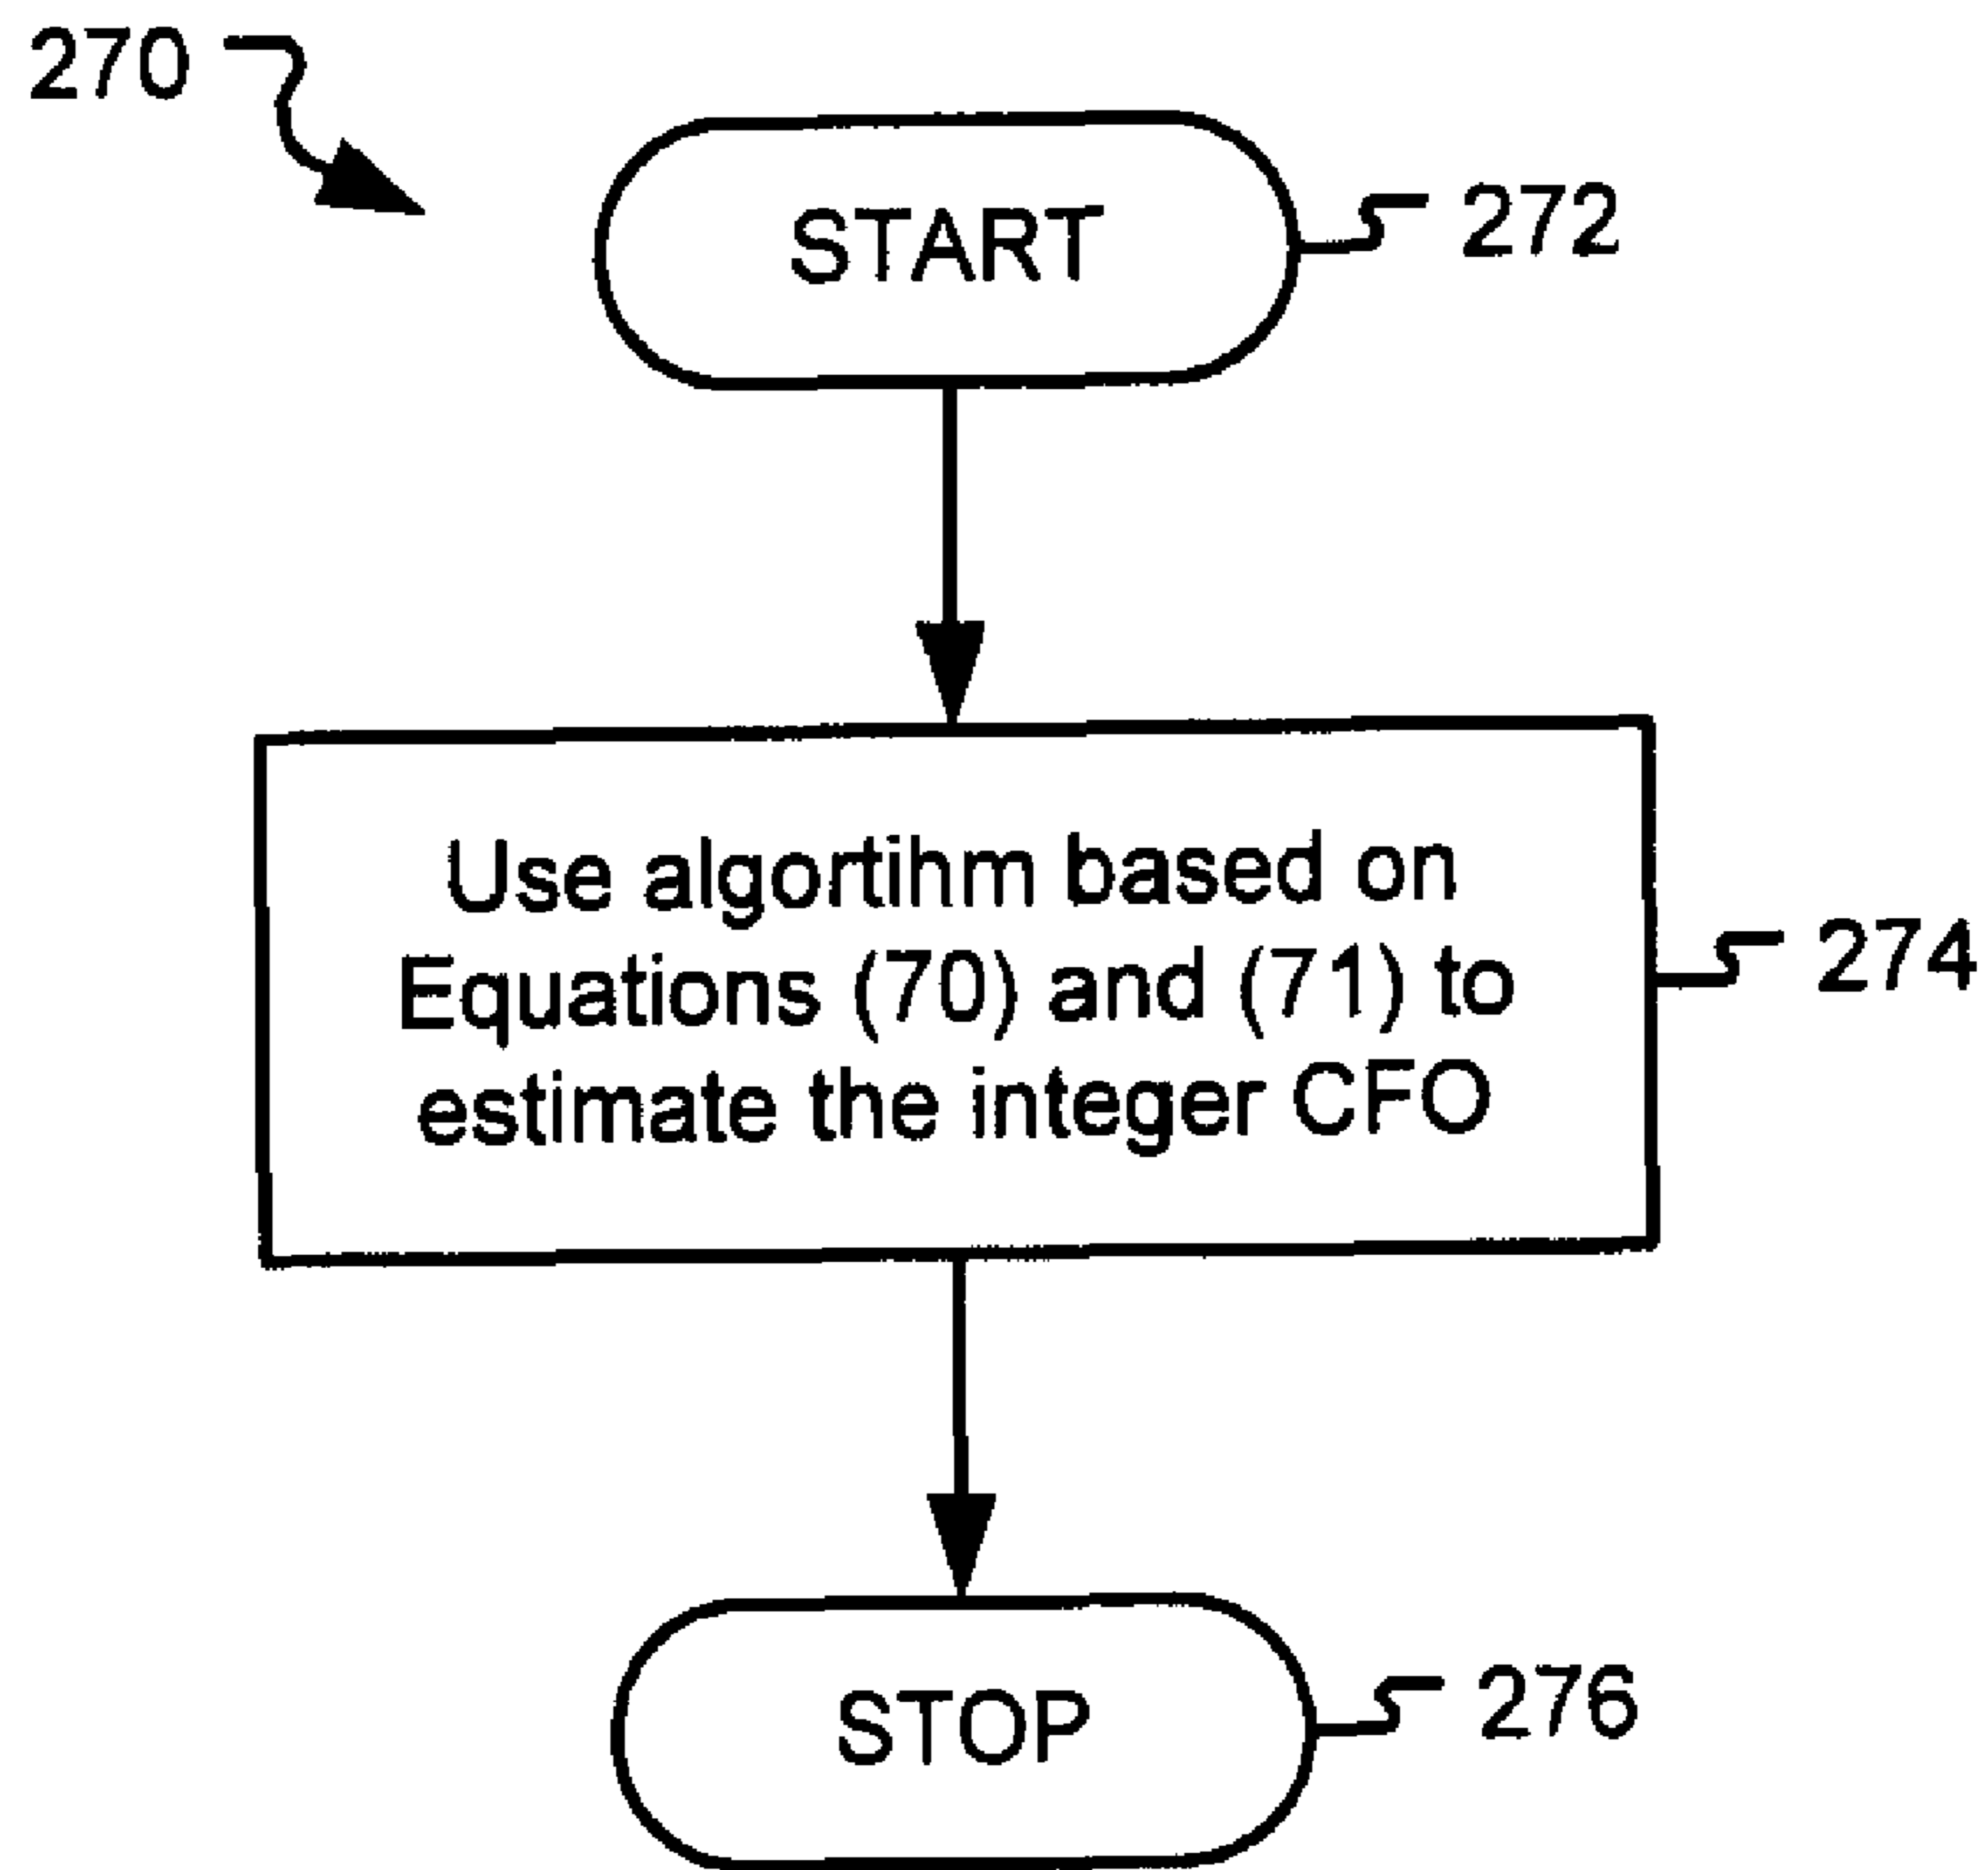 270
START
272
Use algortihm based on
Equations (70) and (71) to
estimate the integer CFO
274
STOP
276